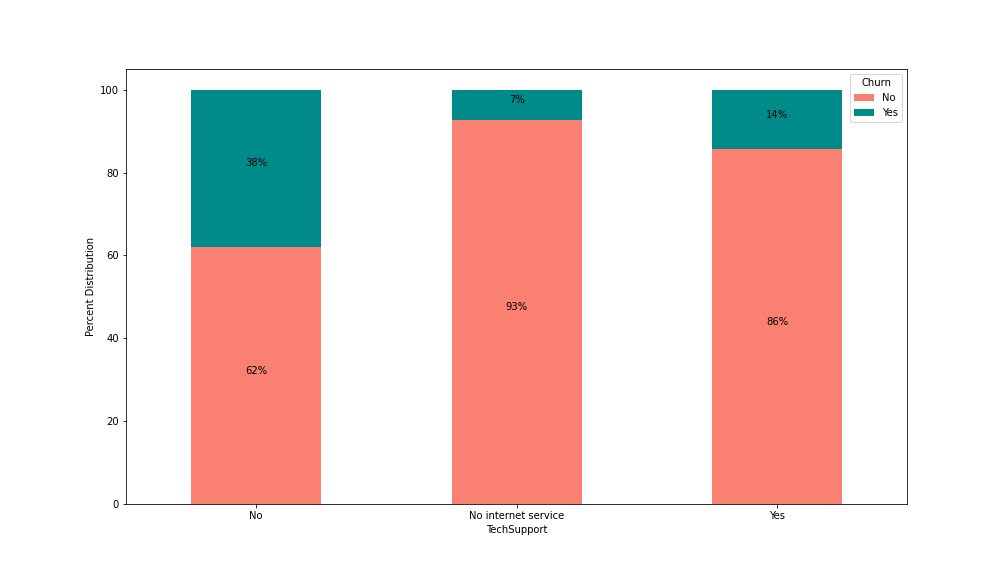 Churn
No
Yes
100
80
60
40
20
0
Percent Distribution
38%
62%
7%
93%
14%
86%
No
No internet service
Yes
TechSupport